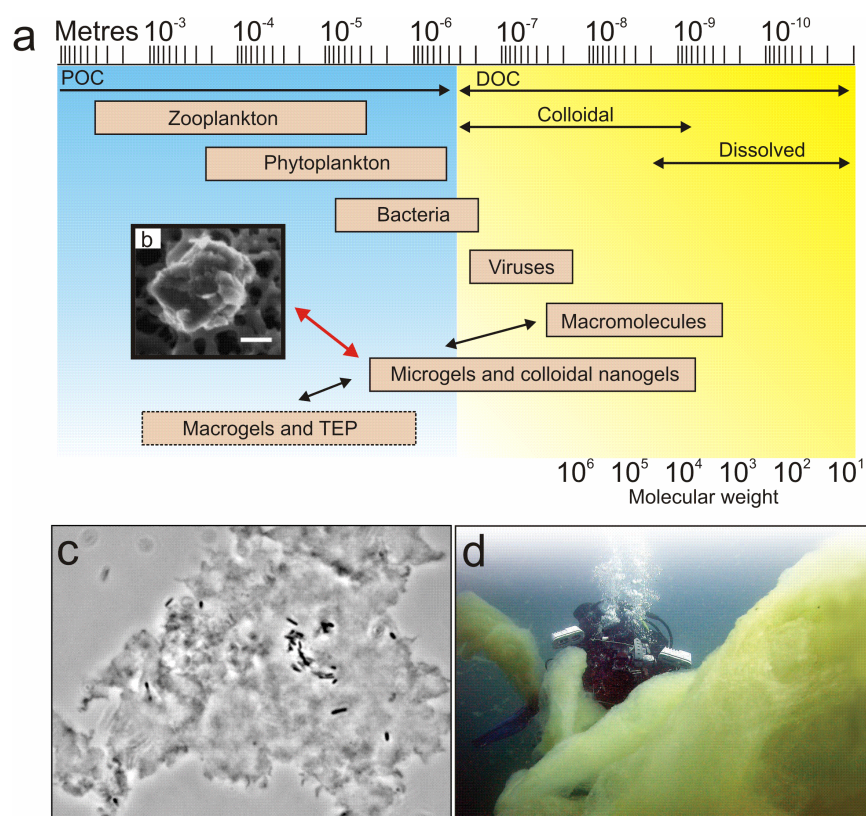 a
Metres 10⁻³ 10⁻⁴ 10⁻⁵ 10⁻⁶ 10⁻⁷ 10⁻⁸ 10⁻⁹ 10⁻¹⁰
POC DOC
Zooplankton
Colloidal
Phytoplankton
Dissolved
Bacteria
b
Viruses
Macromolecules
Microgels and colloidal nanogels
Macrogels and TEP
10⁶ 10⁵ 10⁴ 10³ 10² 10¹
Molecular weight
c
d